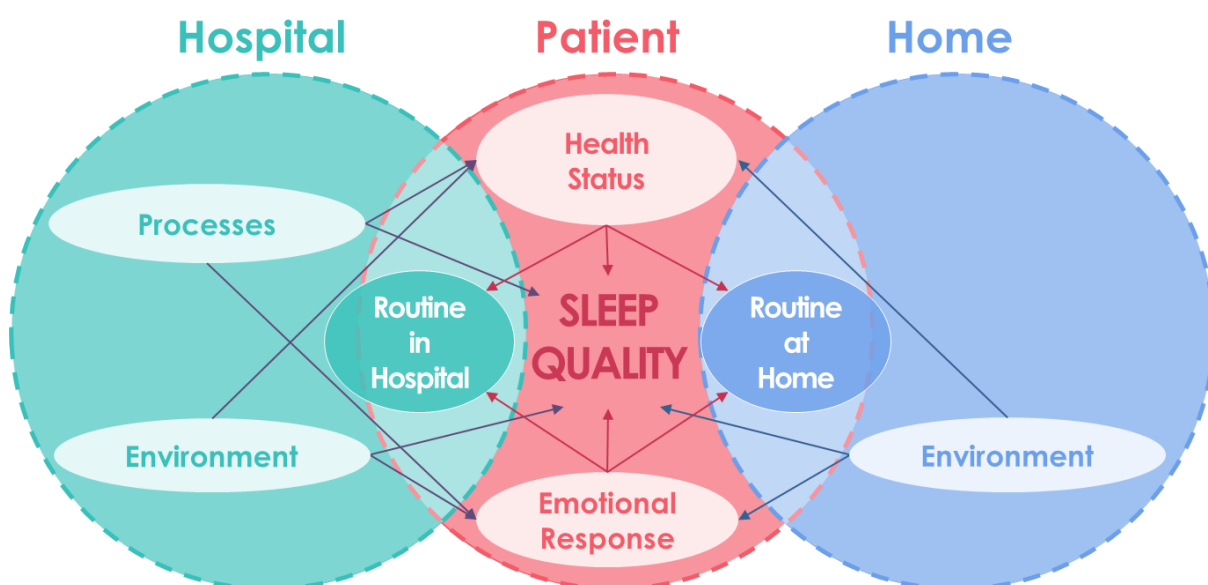 Hospital
Patient
Home
Health
Status
Processes
Routine
in
Hospital
SLEEP
QUALITY
Routine
at
Home
Environment
Environment
Emotional
Response